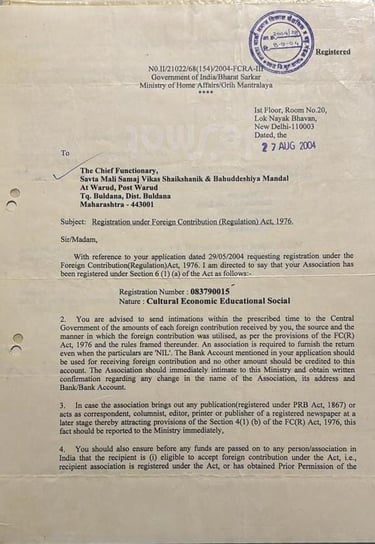 2004/20
8-9-04
Registered
N0.II/21022/68(154)/2004-FCRA-III
Government of India/Bharat Sarkar
Ministry of Home Affairs/Grih Mantralaya
****
Ist Floor, Room No.20,
Lok Nayak Bhavan,
New Delhi-110003
Dated, the
27 AUG 2004
To
The Chief Functionary,
Savta Mali Samaj Vikas Shaikshanik & Bahuddeshiya Mandal
At Warud, Post Warud
Tq. Buldana, Dist. Buldana
Maharashtra - 443001
Subject: Registration under Foreign Contribution (Regulation) Act, 1976.
Sir/Madam,
With reference to your application dated 29/05/2004 requesting registration under the
Foreign Contribution(Regulation)Act, 1976. I am directed to say that your Association has
been registered under Section 6 (1) (a) of the Act as follows:-
Registration Number : 083790015
Nature : Cultural Economic Educational Social
2. You are advised to send intimations within the prescribed time to the Central
Government of the amounts of each foreign contribution received by you, the source and the
manner in which the foreign contribution was utilised, as per the provisions of the FC(R)
Act, 1976 and the rules framed thereunder. An association is required to furnish the return
even when the particulars are 'NIL'. The Bank Account mentioned in your application should
be used for receiving foreign contribution and no other amount should be credited to this
account. The Association should immediately intimate to this Ministry and obtain written
confirmation regarding any change in the name of the Association, its address and
Bank/Bank Account.
3. In case the association brings out any publication(registered under PRB Act, 1867) or
acts as correspondent, columnist, editor, printer or publisher of a registered newspaper at a
later stage thereby attracting provisions of the Section 4(1) (b) of the FC(R) Act, 1976, this
fact should be reported to the Ministry immediately,
4. You should also ensure before any funds are passed on to any person/association in
India that the recipient is (i) eligible to accept foreign contribution under the Act, i.e.,
recipient association is registered under the Act, or has obtained Prior Permission of the